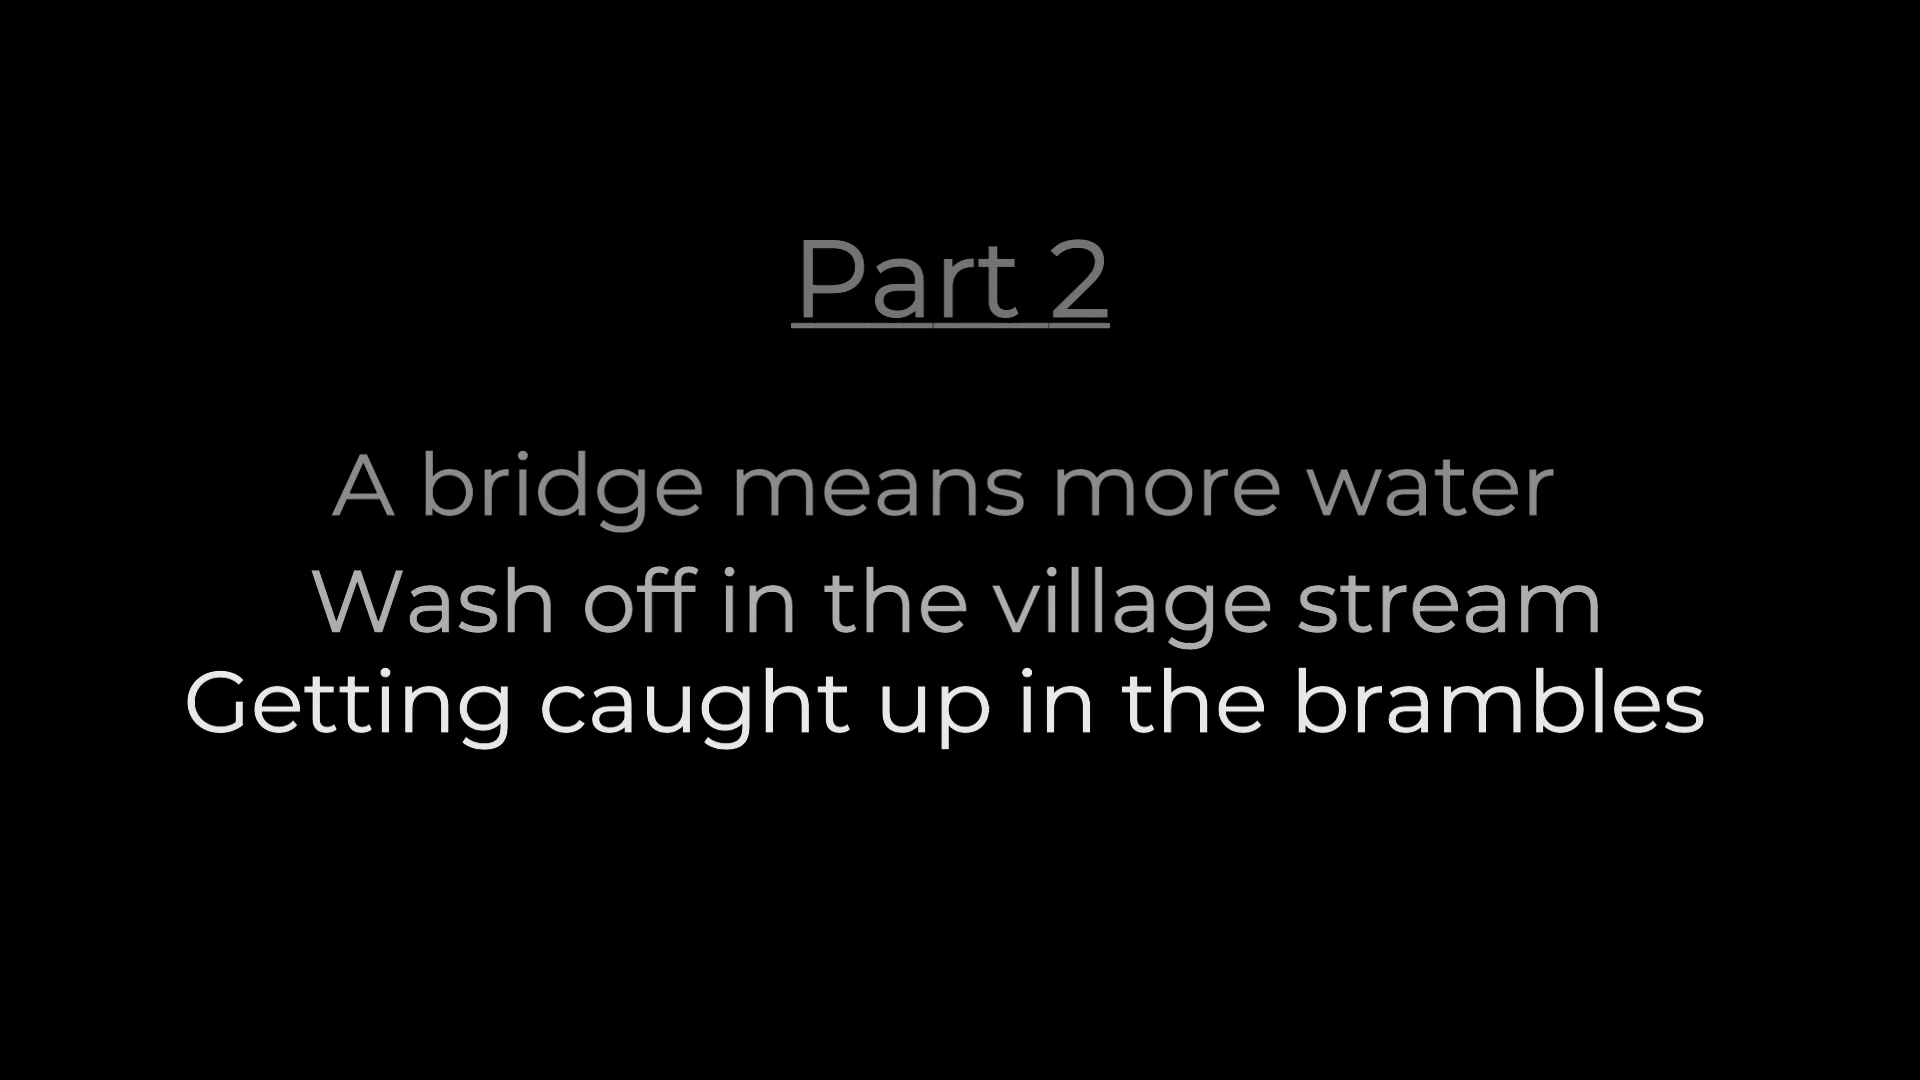 Part 2
A bridge means more water
Wash off in the village stream
Getting caught up in the brambles